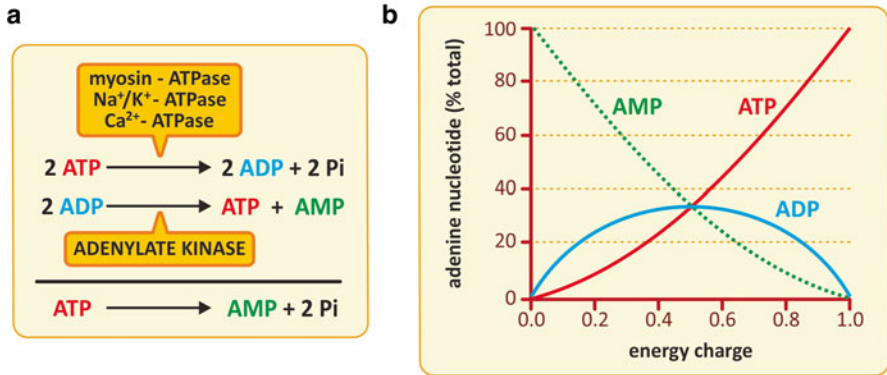 a
myosin - ATPase
Na⁺/K⁺- ATPase
Ca²⁺- ATPase
2 ATP 2 ADP + 2 Pi
2 ADP ATP + AMP
ADENYLATE KINASE
ATP AMP + 2 Pi
b
adenine nucleotide (% total)
100
80
60
40
20
0
AMP
ATP
ADP
0.0 0.2 0.4 0.6 0.8 1.0
energy charge